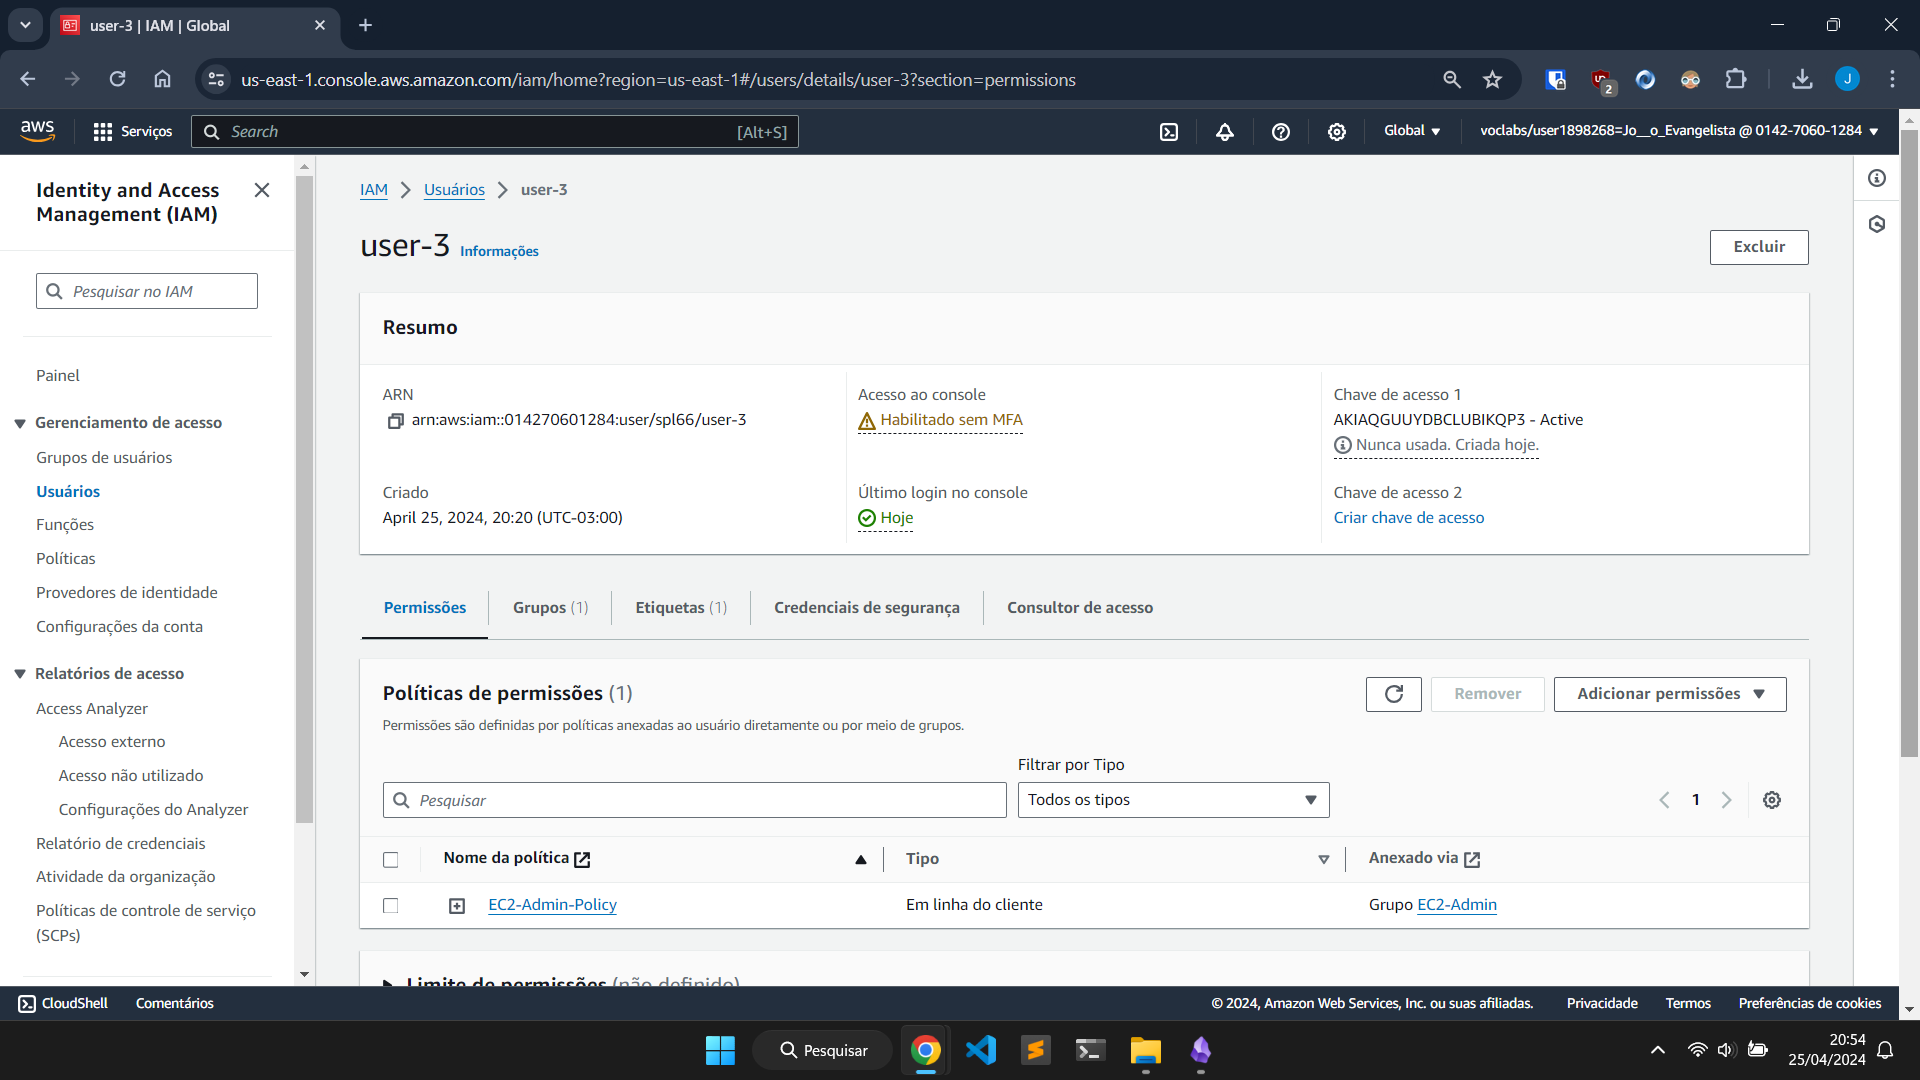 user-3 | IAM | Global
us-east-1.console.aws.amazon.com/iam/home?region=us-east-1#/users/details/user-3?section=permissions
2
J
aws
Serviços
Search
[Alt+S]
Global
voclabs/user1898268=Jo__o_Evangelista @ 0142-7060-1284
Identity and Access
Management (IAM)
Pesquisar no IAM
Painel
Gerenciamento de acesso
Grupos de usuários
Usuários
Funções
Políticas
Provedores de identidade
Configurações da conta
Relatórios de acesso
Access Analyzer
Acesso externo
Acesso não utilizado
Configurações do Analyzer
Relatório de credenciais
Atividade da organização
Políticas de controle de serviço
(SCPs)
IAM
Usuários
user-3
user-3 Informações
Excluir
Resumo
ARN
arn:aws:iam::014270601284:user/spl66/user-3
Acesso ao console
Habilitado sem MFA
Chave de acesso 1
AKIAQGUUYDBCLUBIKQP3 - Active
Nunca usada. Criada hoje.
Criado
April 25, 2024, 20:20 (UTC-03:00)
Último login no console
Hoje
Chave de acesso 2
Criar chave de acesso
Permissões
Grupos (1)
Etiquetas (1)
Credenciais de segurança
Consultor de acesso
Políticas de permissões (1)
Remover
Adicionar permissões
Permissões são definidas por políticas anexadas ao usuário diretamente ou por meio de grupos.
Filtrar por Tipo
Pesquisar
Todos os tipos
1
Nome da política
Tipo
Anexado via
EC2-Admin-Policy
Em linha do cliente
Grupo EC2-Admin
Limite de permissões (não definido)
CloudShell
Comentários
© 2024, Amazon Web Services, Inc. ou suas afiliadas.
Privacidade
Termos
Preferências de cookies
Pesquisar
20:54
25/04/2024